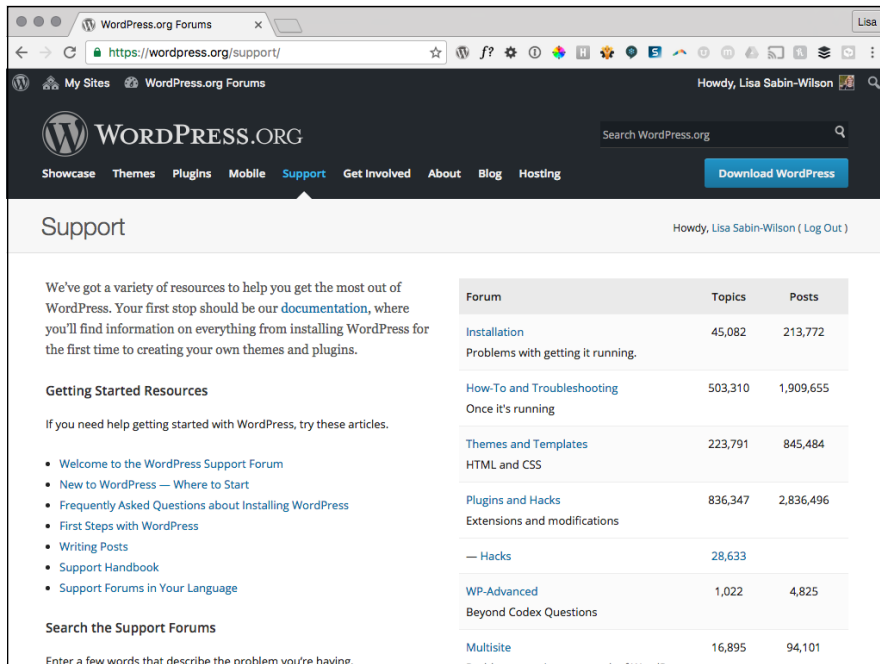 WordPress.org Forums
Lisa
https://wordpress.org/support/
My Sites WordPress.org Forums Howdy, Lisa Sabin-Wilson
WORDPRESS.ORG
Search WordPress.org
Showcase Themes Plugins Mobile Support Get Involved About Blog Hosting Download WordPress
Support
Howdy, Lisa Sabin-Wilson ( Log Out )
We've got a variety of resources to help you get the most out of
WordPress. Your first stop should be our documentation, where
you'll find information on everything from installing WordPress for
the first time to creating your own themes and plugins.
Getting Started Resources
If you need help getting started with WordPress, try these articles.
• Welcome to the WordPress Support Forum
• New to WordPress — Where to Start
• Frequently Asked Questions about Installing WordPress
• First Steps with WordPress
• Writing Posts
• Support Handbook
• Support Forums in Your Language
Search the Support Forums
Enter a few words that describe the problem you're having.
Forum Topics Posts
Installation 45,082 213,772
Problems with getting it running.
How-To and Troubleshooting 503,310 1,909,655
Once it's running
Themes and Templates 223,791 845,484
HTML and CSS
Plugins and Hacks 836,347 2,836,496
Extensions and modifications
— Hacks 28,633
WP-Advanced 1,022 4,825
Beyond Codex Questions
Multisite 16,895 94,101